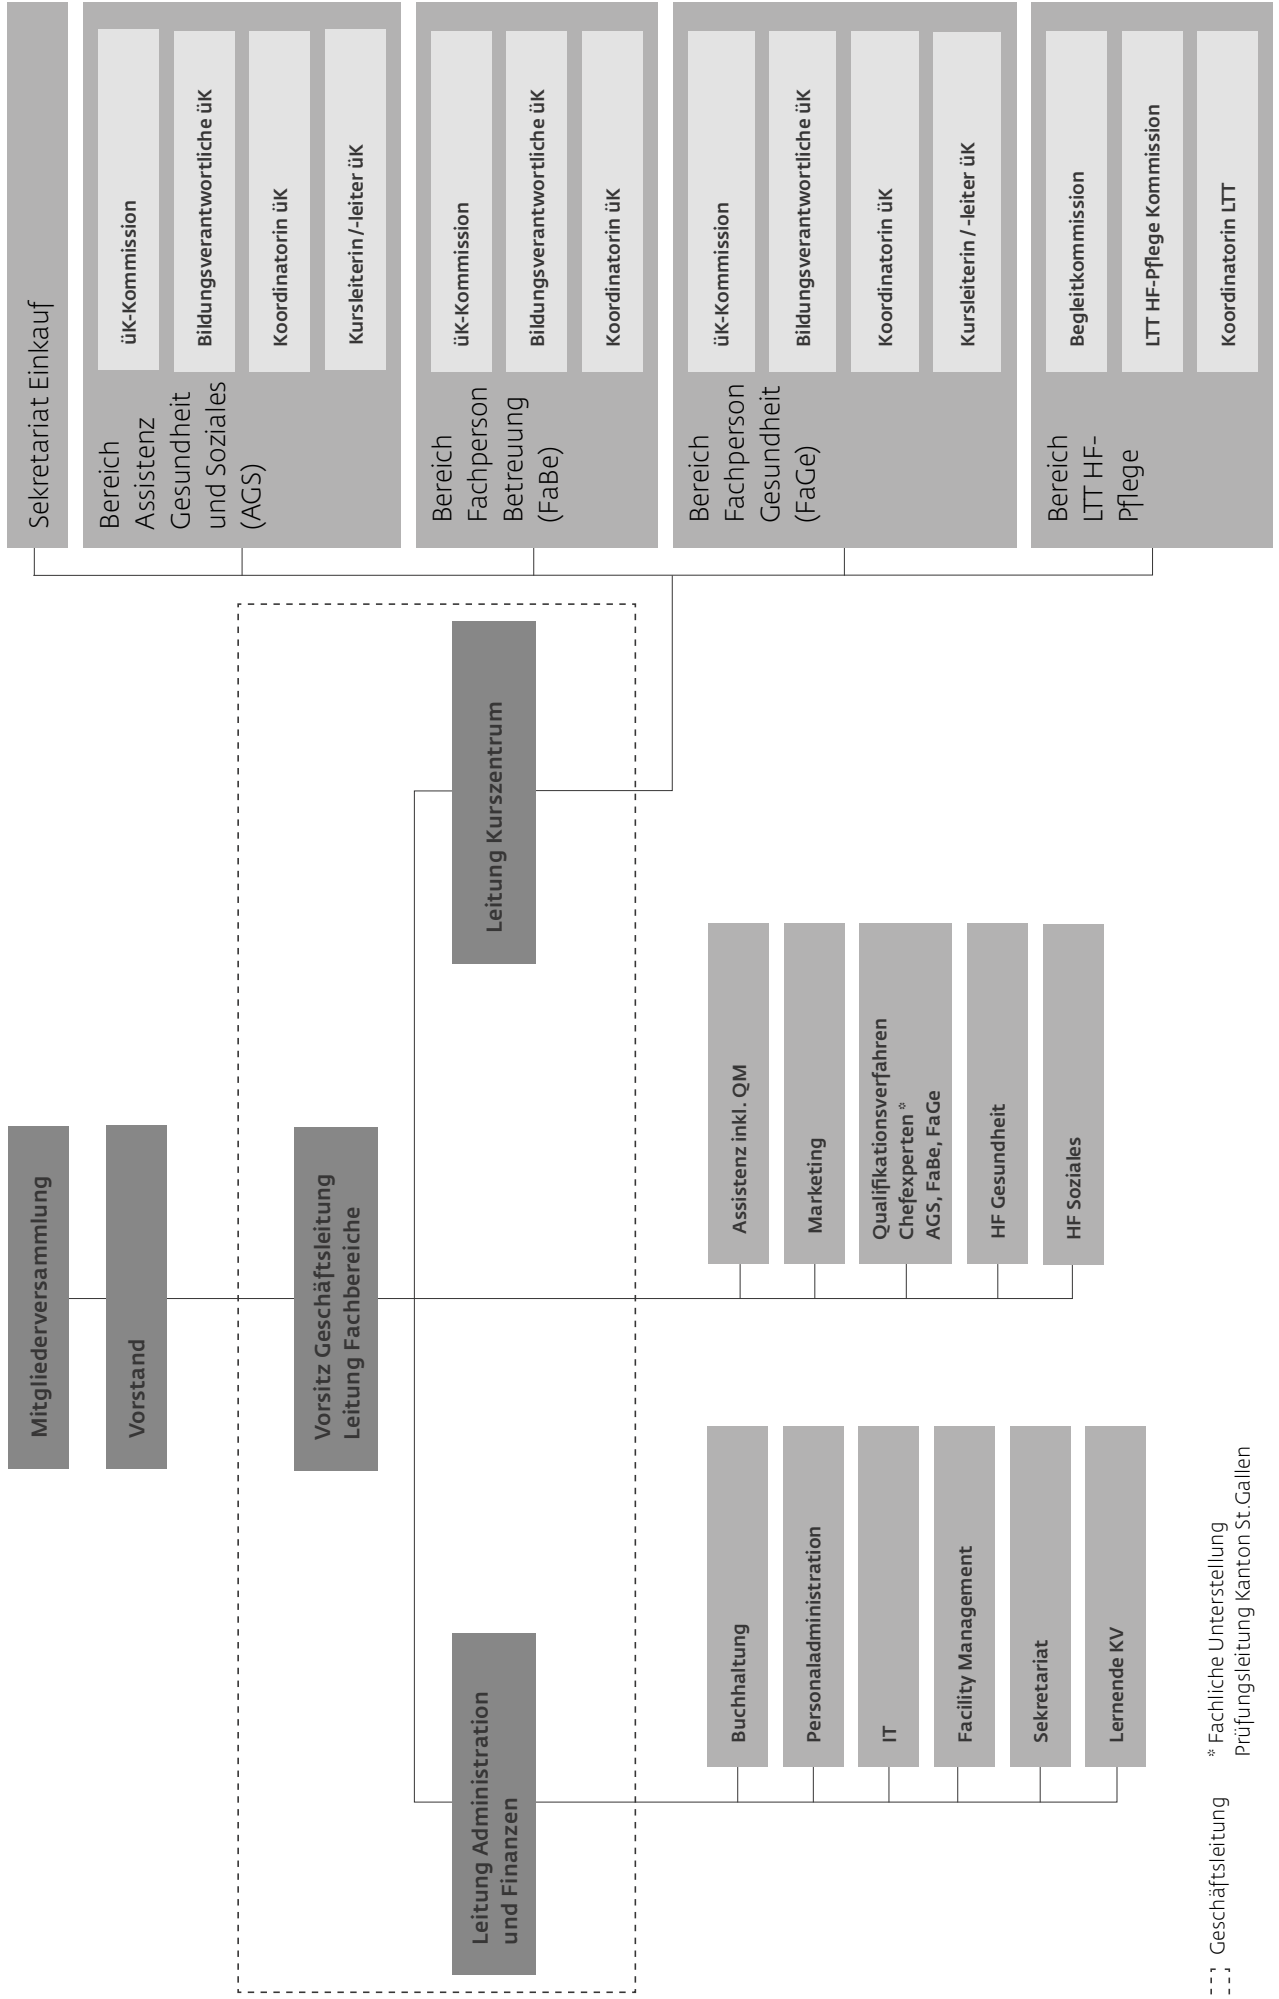 Mitgliederversammlung
Vorstand
Vorsitz Geschäftsleitung
Leitung Fachbereiche
Leitung Administration
und Finanzen
Leitung Kurszentrum
Buchhaltung
Personaladministration
IT
Facility Management
Sekretariat
Lernende KV
Assistenz inkl. QM
Marketing
Qualifikationsverfahren
Chefexperten *
AGS, FaBe, FaGe
HF Gesundheit
HF Soziales
Sekretariat Einkauf
Bereich
Assistenz
Gesundheit
und Soziales
(AGS)
üK-Kommission
Bildungsverantwortliche üK
Koordinatorin üK
Kursleiterin/-leiter üK
Bereich
Fachperson
Betreuung
(FaBe)
üK-Kommission
Bildungsverantwortliche üK
Koordinatorin üK
Bereich
Fachperson
Gesundheit
(FaGe)
üK-Kommission
Bildungsverantwortliche üK
Koordinatorin üK
Kursleiterin / -leiter üK
Bereich
LTT HF-
Pflege
Begleitkommission
LTT HF-Pflege Kommission
Koordinatorin LTT
Geschäftsleitung
* Fachliche Unterstellung
Prüfungsleitung Kanton St.Gallen